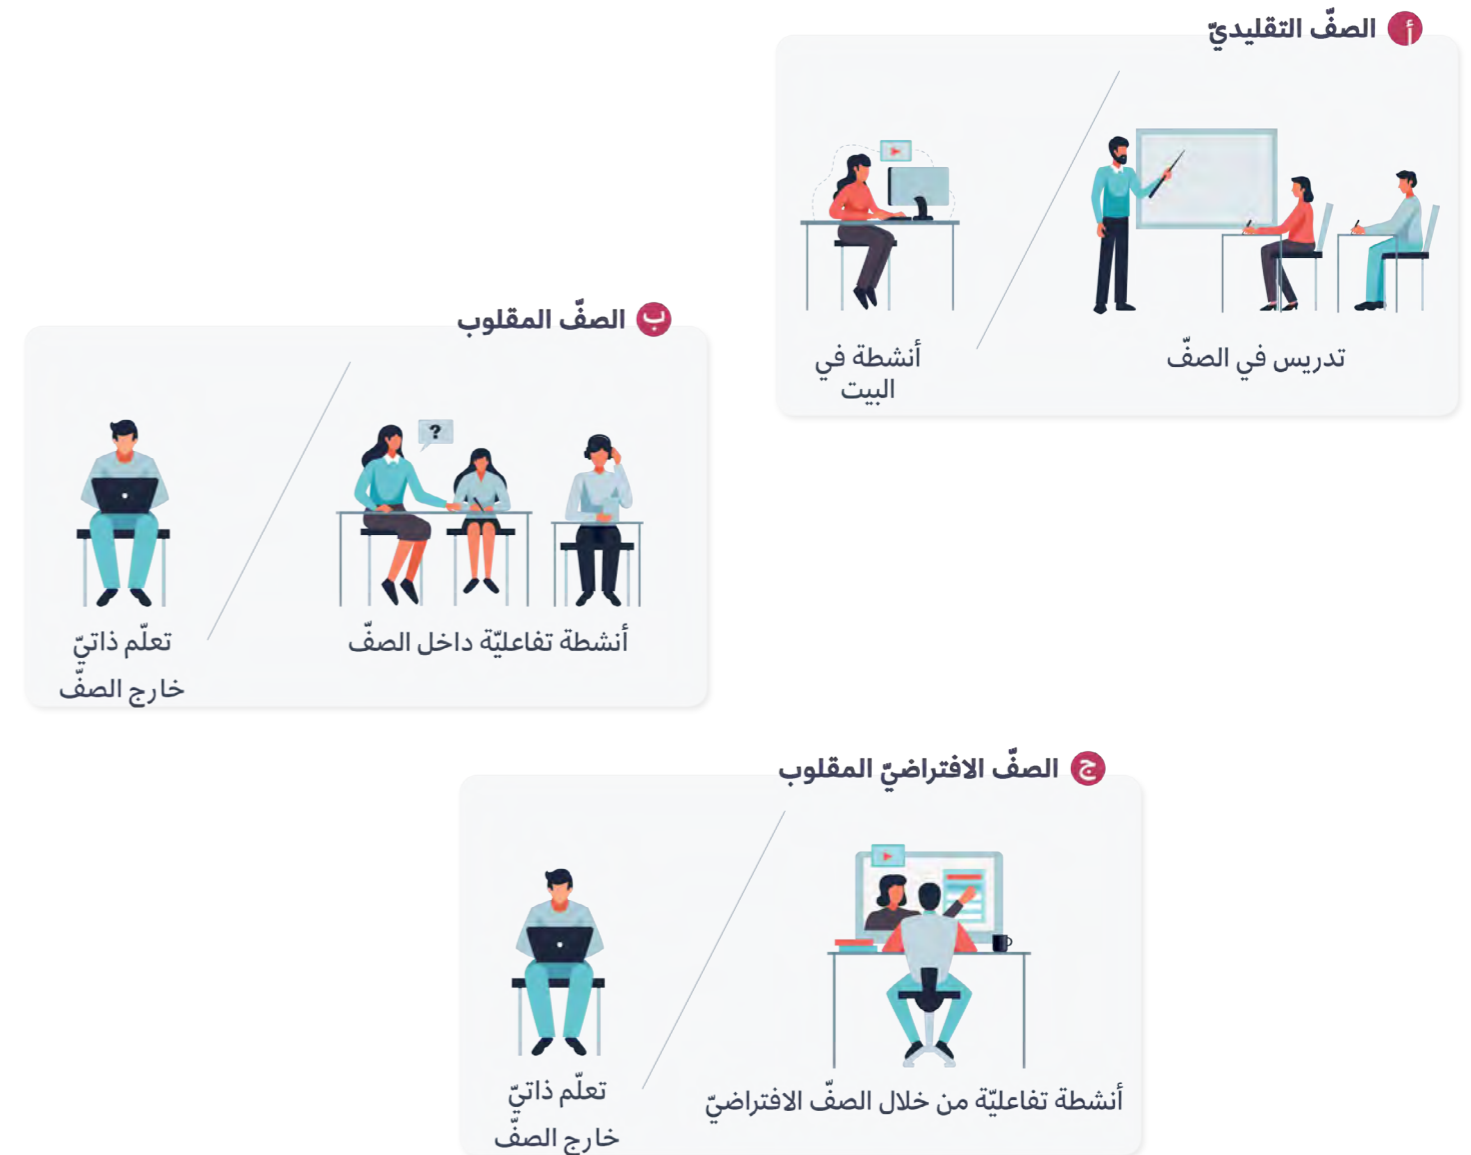 أ الصفّ التقليديّ
تدريس في الصفّ
أنشطة في
البيت
ب الصفّ المقلوب
?
أنشطة تفاعليّة داخل الصفّ
تعلّم ذاتيّ
خارج الصفّ
ج الصفّ الافتراضيّ المقلوب
أنشطة تفاعليّة من خلال الصفّ الافتراضيّ
تعلّم ذاتيّ
خارج الصفّ